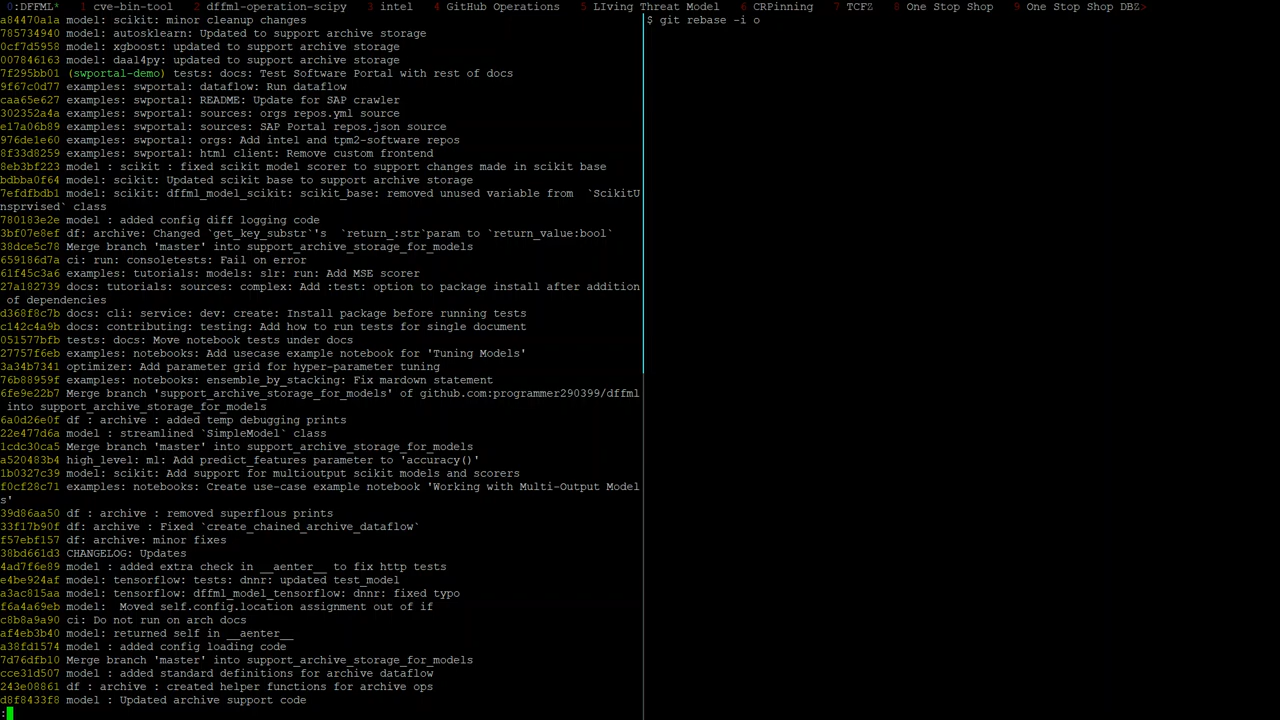 0:DFFML* 1 cve-bin-tool 2 dffml-operation-scipy 3 intel 4 GitHub Operations 5 LIving Threat Model 6 CRPinning 7 TCFZ 8 One Stop Shop 9 One Stop Shop DBZ>
a84470a1a model: scikit: minor cleanup changes
$ git rebase -i o
785734940 model: autosklearn: Updated to support archive storage
0cf7d5958 model: xgboost: updated to support archive storage
007846163 model: daal4py: updated to support archive storage
7f295bb01 (swportal-demo) tests: docs: Test Software Portal with rest of docs
9f67c0d77 examples: swportal: dataflow: Run dataflow
caa65e627 examples: swportal: README: Update for SAP crawler
302352a4a examples: swportal: sources: orgs repos.yml source
e17a06b89 examples: swportal: sources: SAP Portal repos.json source
976de1e60 examples: swportal: orgs: Add intel and tpm2-software repos
8f33d8259 examples: swportal: html client: Remove custom frontend
8eb3bf223 model : scikit : fixed scikit model scorer to support changes made in scikit base
bdbba0f64 model: scikit: Updated scikit base to support archive storage
7efdfbdb1 model: scikit: dffml_model_scikit: scikit_base: removed unused variable from  `ScikitU
nsprvised` class
780183e2e model : added config diff logging code
3bf07e8ef df: archive: Changed `get_key_substr`'s  `return_:str`param to `return_value:bool`
38dce5c78 Merge branch 'master' into support_archive_storage_for_models
659186d7a ci: run: consoletests: Fail on error
61f45c3a6 examples: tutorials: models: slr: run: Add MSE scorer
27a182739 docs: tutorials: sources: complex: Add :test: option to package install after addition
 of dependencies
d368f8c7b docs: cli: service: dev: create: Install package before running tests
c142c4a9b docs: contributing: testing: Add how to run tests for single document
051577bfb tests: docs: Move notebook tests under docs
27757f6eb examples: notebooks: Add usecase example notebook for 'Tuning Models'
3a34b7341 optimizer: Add parameter grid for hyper-parameter tuning
76b88959f examples: notebooks: ensemble_by_stacking: Fix mardown statement
6fe9e22b7 Merge branch 'support_archive_storage_for_models' of github.com:programmer290399/dffml
 into support_archive_storage_for_models
6a0d26e0f df : archive : added temp debugging prints
22e477d6a model : streamlined `SimpleModel` class
1cdc30ca5 Merge branch 'master' into support_archive_storage_for_models
a520483b4 high_level: ml: Add predict_features parameter to 'accuracy()'
1b0327c39 model: scikit: Add support for multioutput scikit models and scorers
f0cf28c71 examples: notebooks: Create use-case example notebook 'Working with Multi-Output Model
s'
39d86aa50 df : archive : removed superflous prints
33f17b90f df: archive : Fixed `create_chained_archive_dataflow`
f57ebf157 df: archive: minor fixes
38bd661d3 CHANGELOG: Updates
4ad7f6e89 model : added extra check in __aenter__ to fix http tests
e4be924af model : tensorflow: tests: dnnr: updated test_model
a3ac815aa model: tensorflow: dffml_model_tensorflow: dnnr: fixed typo
f6a4a69eb model:  Moved self.config.location assignment out of if
c8b8a9a90 ci: Do not run on arch docs
af4eb3b40 model: returned self in __aenter__
a38fd1574 model : added config loading code
7d76dfb10 Merge branch 'master' into support_archive_storage_for_models
cce31d507 model : added standard definitions for archive dataflow
243e08861 df : archive : created helper functions for archive ops
d8f8433f8 model : Updated archive support code
: